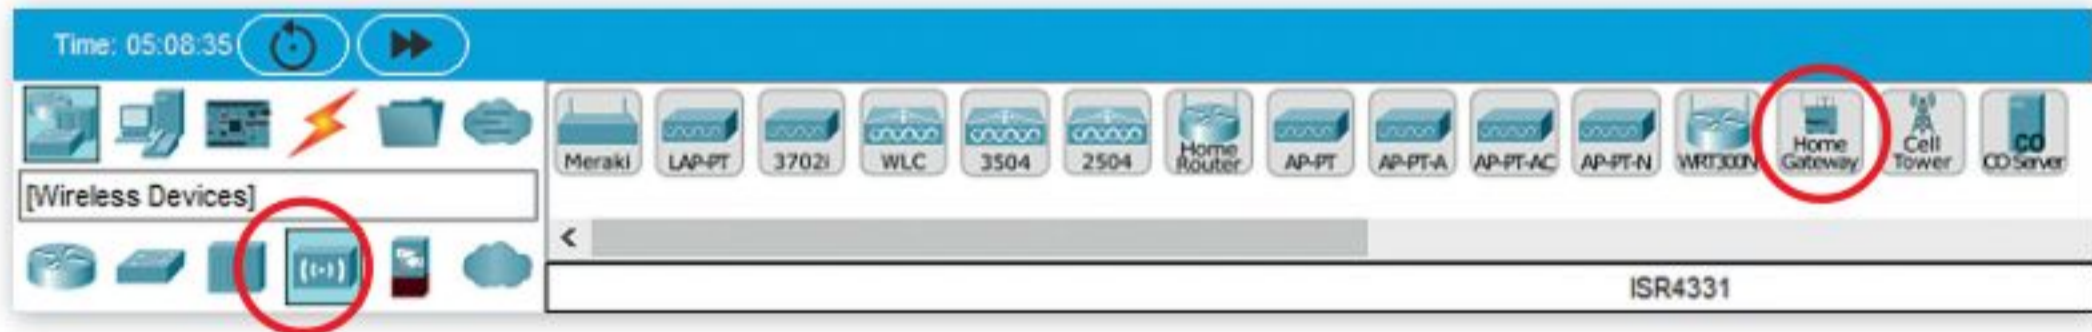 Time: 05:08:35
Meraki LAP-PT 3702i WLC 3504 2504 Home Router AP-PT AP-PT-A AP-PT-AC AP-PT-N WRT300N Home Gateway Cell Tower CO CO Server
[Wireless Devices]
<
ISR4331